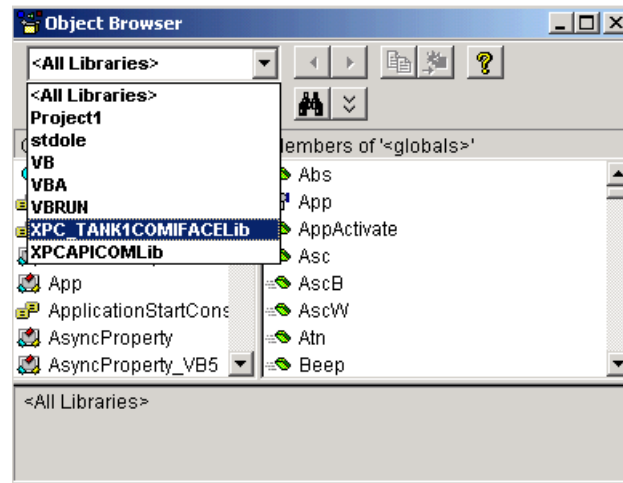 Object Browser
<All Libraries>
<All Libraries>
Project1
stdole
VB
VBA
VBRUN
XPC_TANK1COMIFACELib
XPCAPICOMLib
App
ApplicationStartCons
AsyncProperty
AsyncProperty_VB5
Members of '<globals>'
Abs
App
AppActivate
Asc
AscB
AscW
Atn
Beep
<All Libraries>